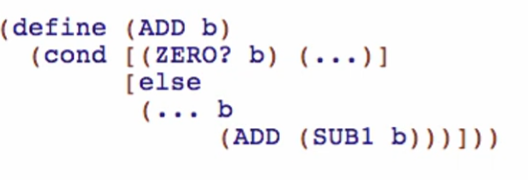 (define (ADD b)
(cond [(ZERO? b) (...)]
[else
(... b
(ADD (SUB1 b)))]))